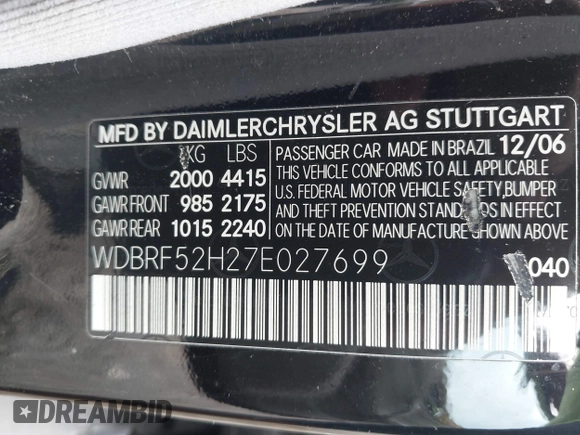 MFD BY DAIMLERCHRYSLER AG STUTTGART
KG LBS
GVWR 2000 4415
GAWR FRONT 985 2175
GAWR REAR 1015 2240
PASSENGER CAR MADE IN BRAZIL 12/06
THIS VEHICLE CONFORMS TO ALL APPLICABLE
U.S. FEDERAL MOTOR VEHICLE SAFETY, BUMPER
AND THEFT PREVENTION STANDARDS IN EFFECT
ON THE DATE OF MANUFACTURE SHOWN ABOVE.
WDBRF52H27E027699
040
DREAMBID